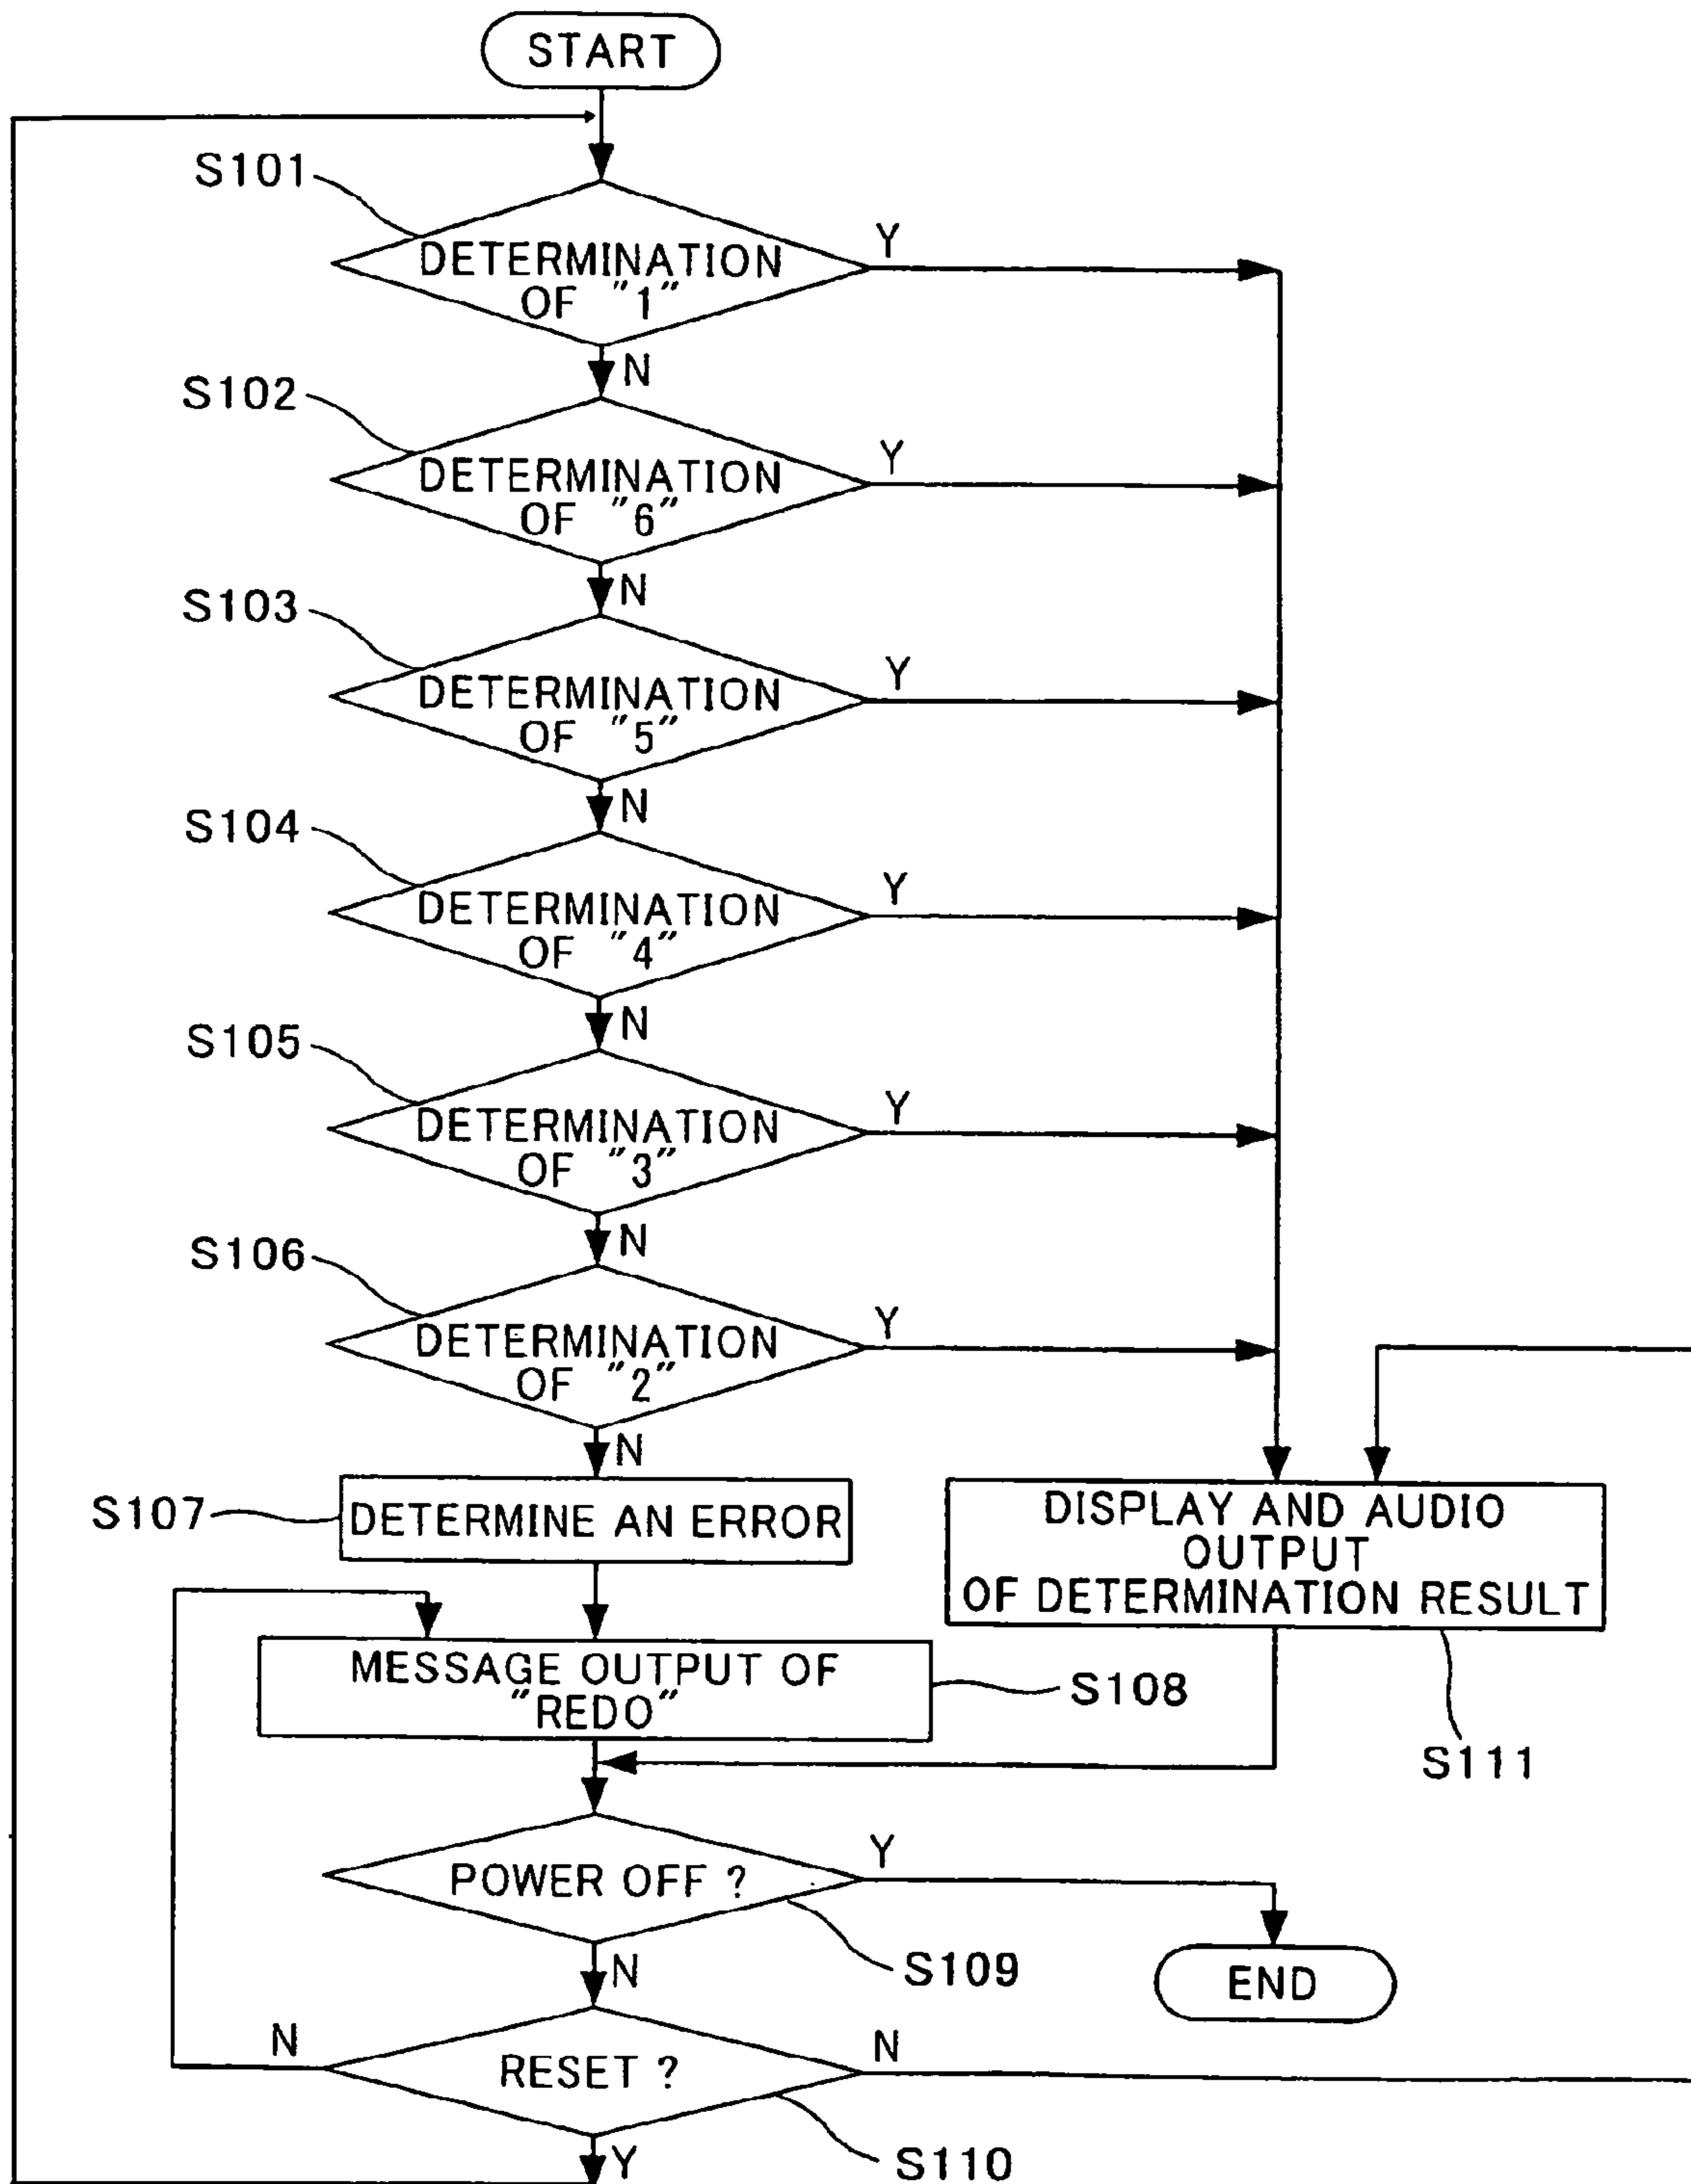 START
S101
DETERMINATION
OF "1"
Y
N
S102
DETERMINATION
OF "6"
Y
N
S103
DETERMINATION
OF "5"
Y
N
S104
DETERMINATION
OF "4"
Y
N
S105
DETERMINATION
OF "3"
Y
N
S106
DETERMINATION
OF "2"
Y
N
S107
DETERMINE AN ERROR
DISPLAY AND AUDIO
OUTPUT
OF DETERMINATION RESULT
S111
MESSAGE OUTPUT OF
"REDO"
S108
POWER OFF ?
Y
S109
N
END
RESET ?
N
N
S110
Y